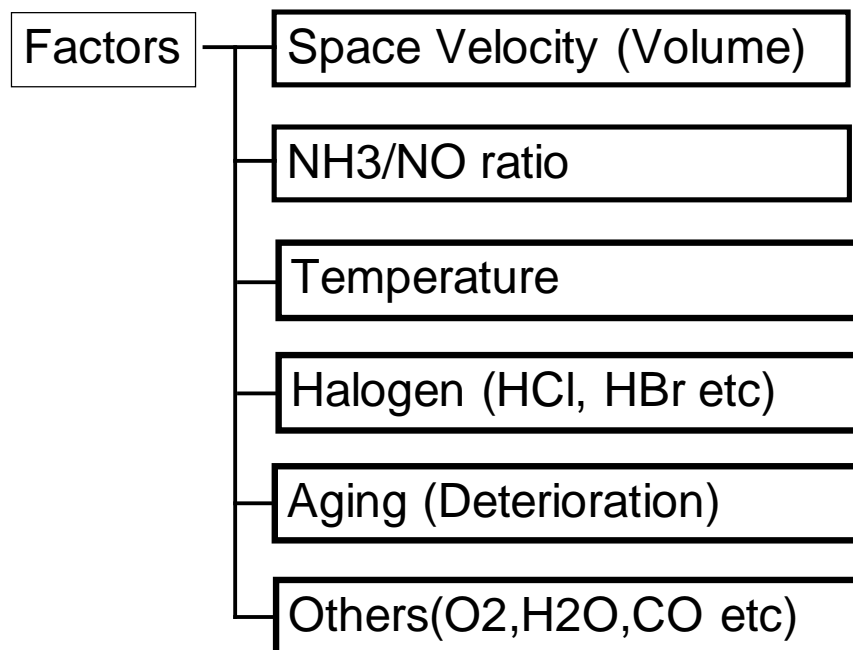 Factors
Space Velocity (Volume)
NH3/NO ratio
Temperature
Halogen (HCl, HBr etc)
Aging (Deterioration)
Others(O2,H2O,CO etc)